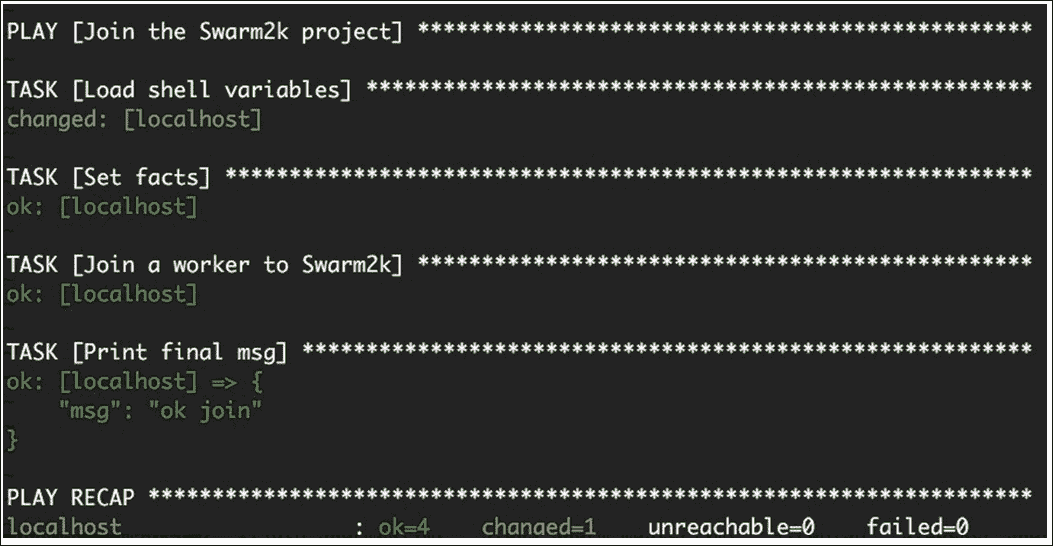 PLAY [Join the Swarm2k project] ************************************************
TASK [Load shell variables] ****************************************************
changed: [localhost]
TASK [Set facts] ***************************************************************
ok: [localhost]
TASK [Join a worker to Swarm2k] ************************************************
ok: [localhost]
TASK [Print final msg] *********************************************************
ok: [localhost] => {
    "msg": "ok join"
}
PLAY RECAP *********************************************************************
localhost                  : ok=4    changed=1    unreachable=0    failed=0